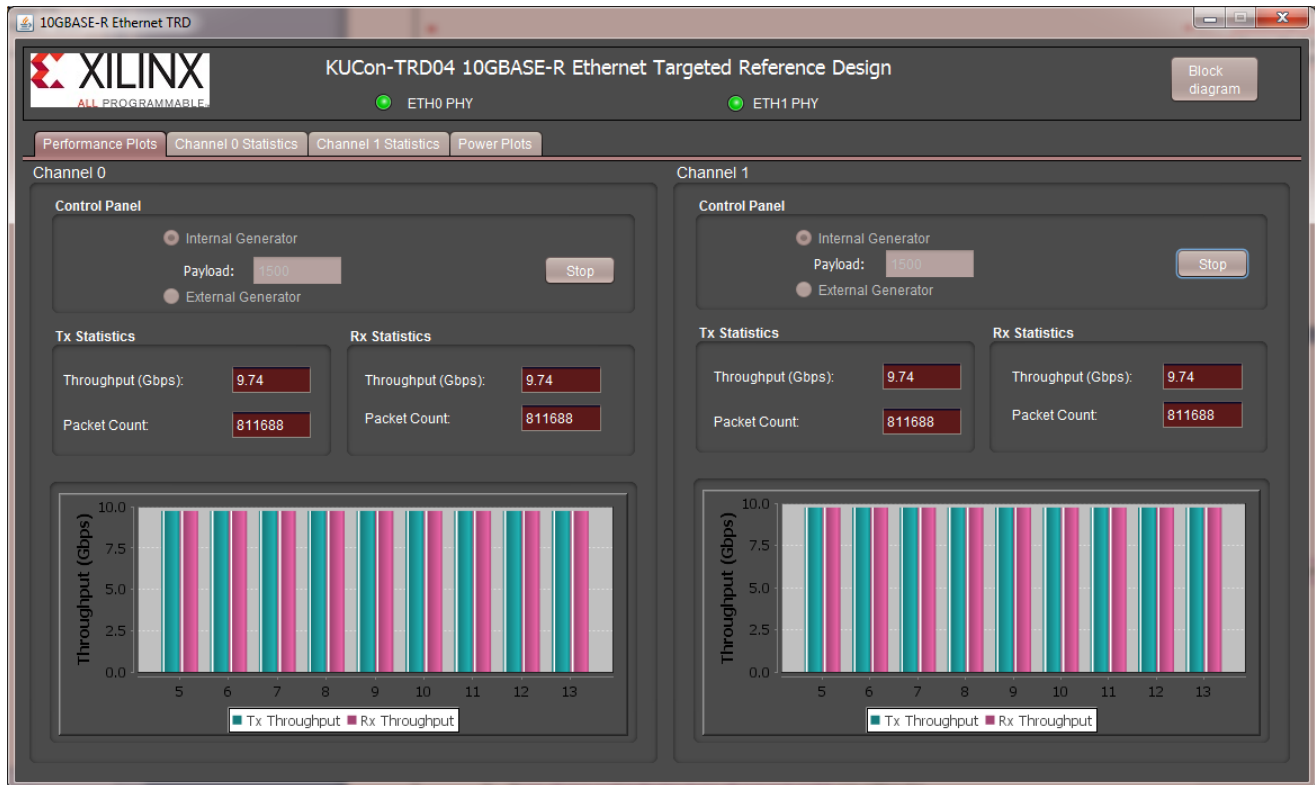 10GBASE-R Ethernet TRD
XILINX
ALL PROGRAMMABLE™
KUCon-TRD04 10GBASE-R Ethernet Targeted Reference Design
ETH0 PHY
ETH1 PHY
Block
diagram
Performance Plots
Channel 0 Statistics
Channel 1 Statistics
Power Plots
Channel 0
Control Panel
Internal Generator
Payload: 1500
Stop
External Generator
Tx Statistics
Throughput (Gbps): 9.74
Packet Count: 811688
Rx Statistics
Throughput (Gbps): 9.74
Packet Count: 811688
Throughput (Gbps)
10.0
7.5
5.0
2.5
0.0
5 6 7 8 9 10 11 12 13
Tx Throughput Rx Throughput
Channel 1
Control Panel
Internal Generator
Payload: 1500
Stop
External Generator
Tx Statistics
Throughput (Gbps): 9.74
Packet Count: 811688
Rx Statistics
Throughput (Gbps): 9.74
Packet Count: 811688
Throughput (Gbps)
10.0
7.5
5.0
2.5
0.0
5 6 7 8 9 10 11 12 13
Tx Throughput Rx Throughput